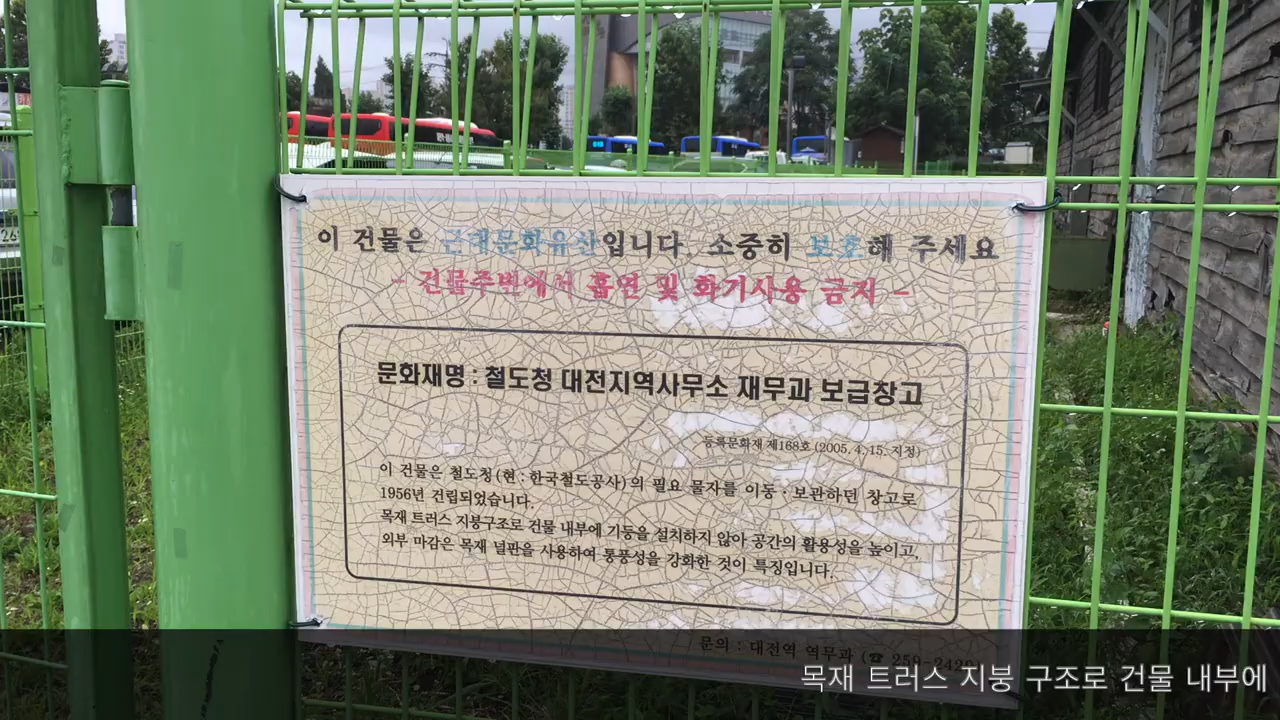 이 건물은 근대문화유산입니다. 소중히 보호해 주세요
- 건물주변에서 흡연 및 화기사용 금지 -
문화재명 : 철도청 대전지역사무소 재무과 보급창고
등록문화재 제168호 (2005. 4. 15. 지정)
이 건물은 철도청(현 : 한국철도공사)의 필요 물자를 이동·보관하던 창고로
1956년 건립되었습니다.
목재 트러스 지붕구조로 건물 내부에 기둥을 설치하지 않아 공간의 활용성을 높이고,
외부 마감은 목재 널판을 사용하여 통풍성을 강화한 것이 특징입니다.
문의 : 대전역 역무과 (☎ 259-2429)
목재 트러스 지붕 구조로 건물 내부에